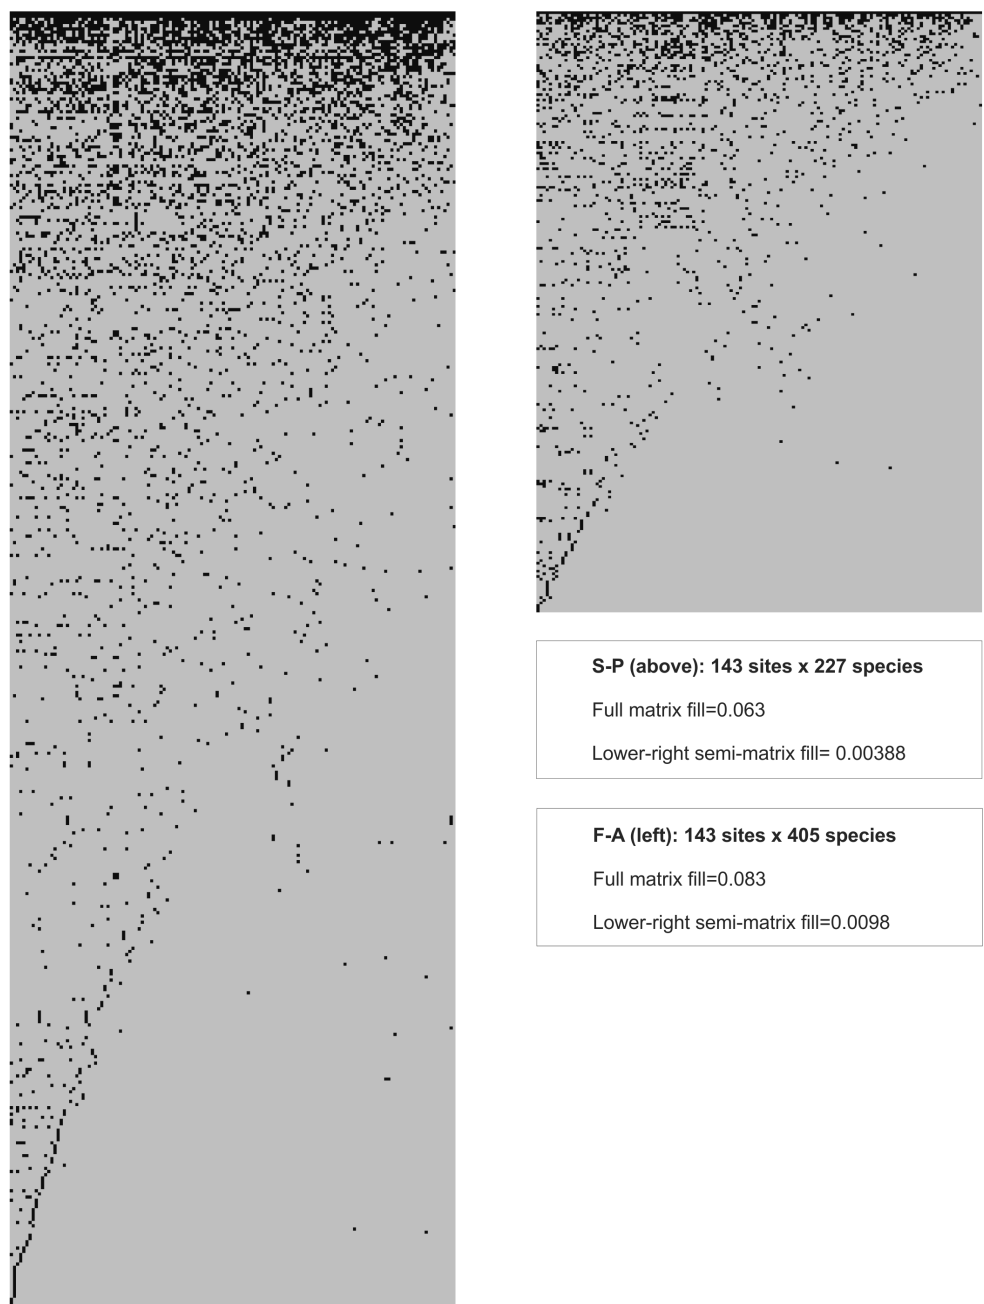 S-P (above): 143 sites x 227 species
Full matrix fill=0.063
Lower-right semi-matrix fill= 0.00388
F-A (left): 143 sites x 405 species
Full matrix fill=0.083
Lower-right semi-matrix fill=0.0098